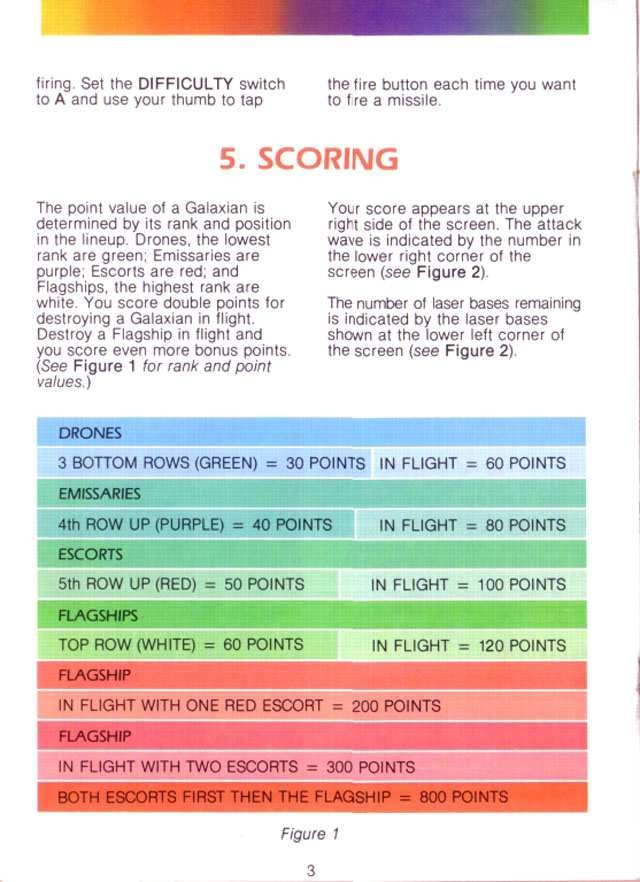 firing. Set the DIFFICULTY switch
to A and use your thumb to tap
the fire button each time you want
to fire a missile.
5. SCORING
The point value of a Galaxian is
determined by its rank and position
in the lineup. Drones, the lowest
rank are green; Emissaries are
purple; Escorts are red; and
Flagships, the highest rank are
white. You score double points for
destroying a Galaxian in flight.
Destroy a Flagship in flight and
you score even more bonus points.
(See Figure 1 for rank and point
values.)
Your score appears at the upper
right side of the screen. The attack
wave is indicated by the number in
the lower right corner of the
screen (see Figure 2).
The number of laser bases remaining
is indicated by the laser bases
shown at the lower left corner of
the screen (see Figure 2).
DRONES
3 BOTTOM ROWS (GREEN) = 30 POINTS IN FLIGHT = 60 POINTS
EMISSARIES
4th ROW UP (PURPLE) = 40 POINTS IN FLIGHT = 80 POINTS
ESCORTS
5th ROW UP (RED) = 50 POINTS IN FLIGHT = 100 POINTS
FLAGSHIPS
TOP ROW (WHITE) = 60 POINTS IN FLIGHT = 120 POINTS
FLAGSHIP
IN FLIGHT WITH ONE RED ESCORT = 200 POINTS
FLAGSHIP
IN FLIGHT WITH TWO ESCORTS = 300 POINTS
BOTH ESCORTS FIRST THEN THE FLAGSHIP = 800 POINTS
Figure 1
3